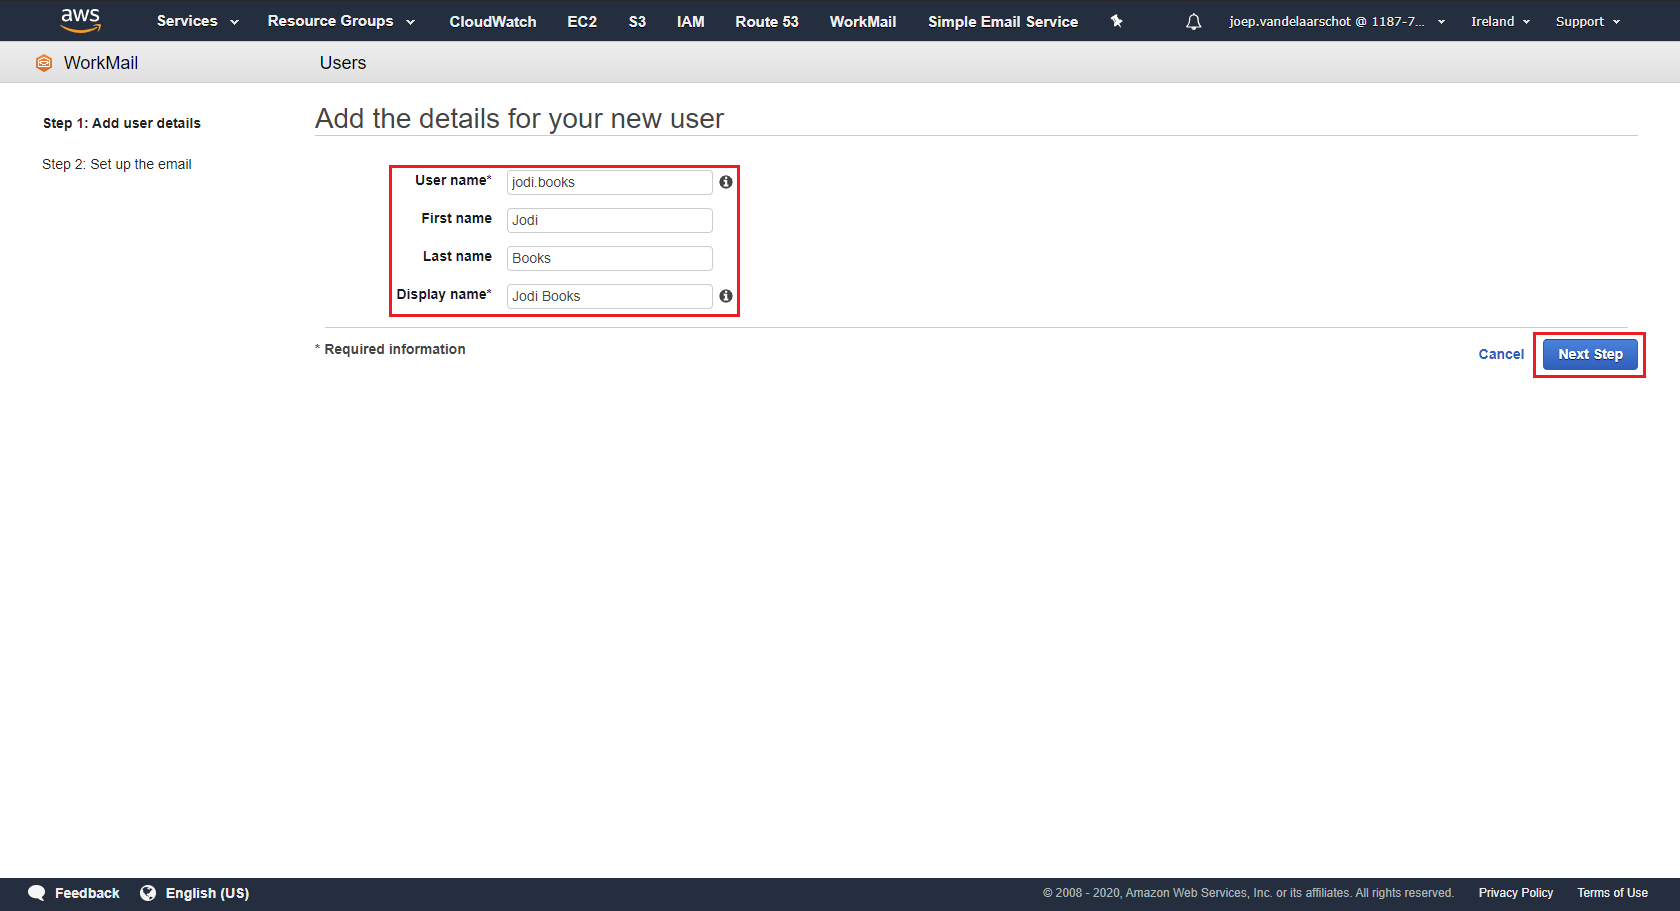 aws Services Resource Groups CloudWatch EC2 S3 IAM Route 53 WorkMail Simple Email Service joep.vandelaarschot @ 1187-7... Ireland Support
WorkMail Users
Step 1: Add user details
Step 2: Set up the email
Add the details for your new user
User name* jodi.books
First name Jodi
Last name Books
Display name* Jodi Books
* Required information
Cancel Next Step
Feedback English (US) © 2008 - 2020, Amazon Web Services, Inc. or its affiliates. All rights reserved. Privacy Policy Terms of Use